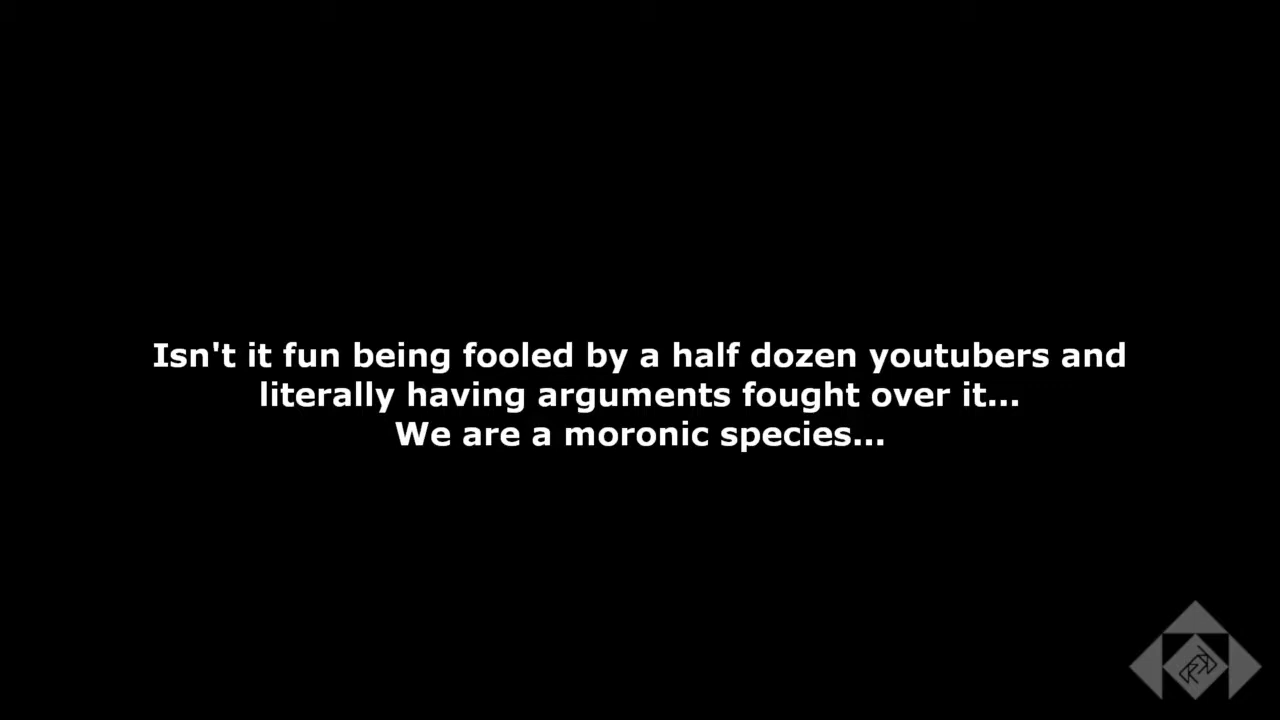 Isn't it fun being fooled by a half dozen youtubers and
literally having arguments fought over it...
We are a moronic species...